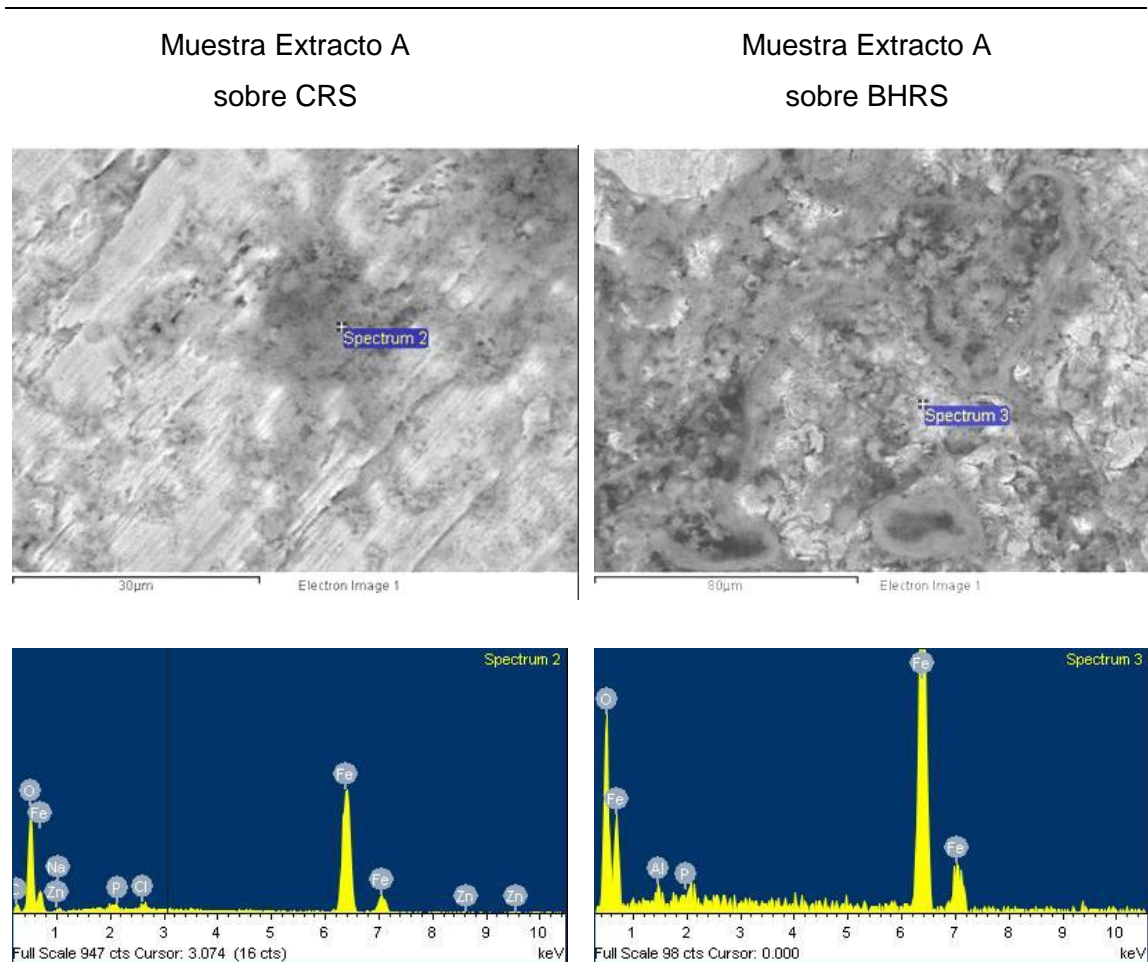 Muestra Extracto A
sobre CRS
Muestra Extracto A
sobre BHRS
Spectrum 2
30µm Electron Image 1
Spectrum 3
80µm Electron Image 1
Spectrum 2
O
Fe
C
Na
Zn
P
Cl
Fe
Fe
Zn
Zn
1 2 3 4 5 6 7 8 9 10
Full Scale 947 cts Cursor: 3.074 (16 cts) keV
Spectrum 3
O
Fe
Al
P
Fe
Fe
1 2 3 4 5 6 7 8 9 10
Full Scale 98 cts Cursor: 0.000 keV